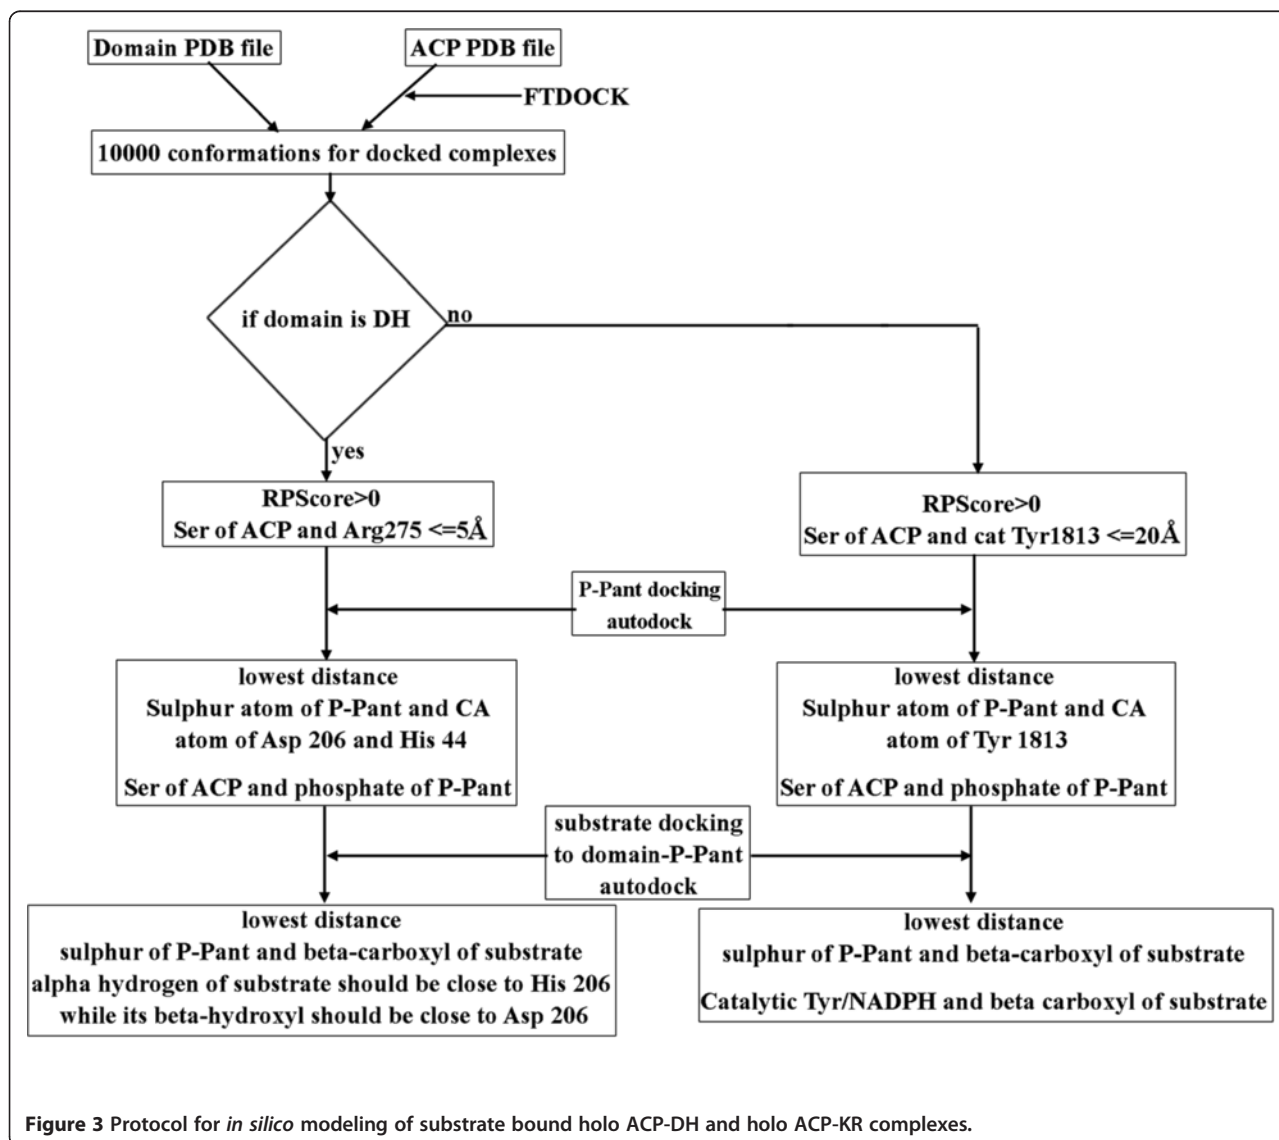 Domain PDB file
ACP PDB file
FTDOCK
10000 conformations for docked complexes
if domain is DH
no
yes
RPScore>0
Ser of ACP and Arg275 <=5Å
RPScore>0
Ser of ACP and cat Tyr1813 <=20Å
P-Pant docking
autodock
lowest distance
Sulphur atom of P-Pant and CA
atom of Asp 206 and His 44
Ser of ACP and phosphate of P-Pant
lowest distance
Sulphur atom of P-Pant and CA
atom of Tyr 1813
Ser of ACP and phosphate of P-Pant
substrate docking
to domain-P-Pant
autodock
lowest distance
sulphur of P-Pant and beta-carboxyl of substrate
alpha hydrogen of substrate should be close to His 206
while its beta-hydroxyl should be close to Asp 206
lowest distance
sulphur of P-Pant and beta-carboxyl of substrate
Catalytic Tyr/NADPH and beta carboxyl of substrate
Figure 3 Protocol for in silico modeling of substrate bound holo ACP-DH and holo ACP-KR complexes.